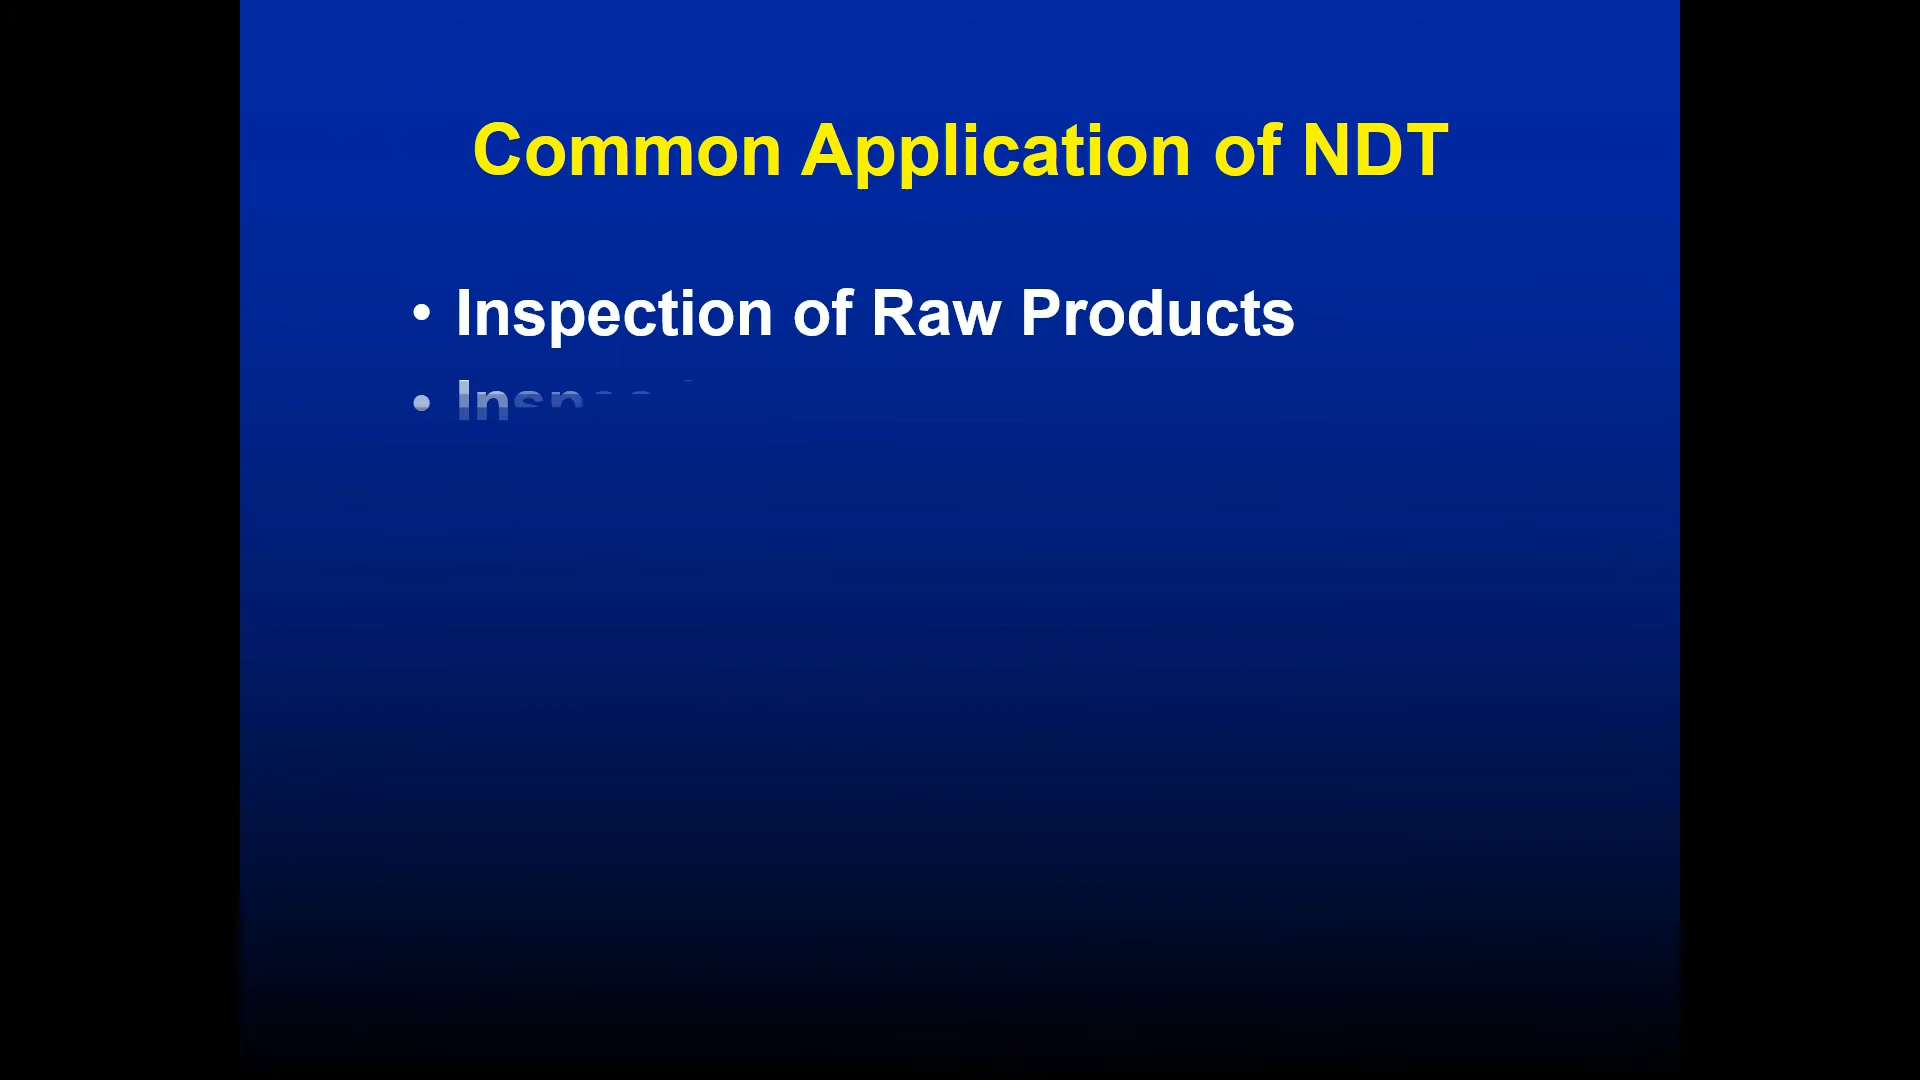 Common Application of NDT
• Inspection of Raw Products